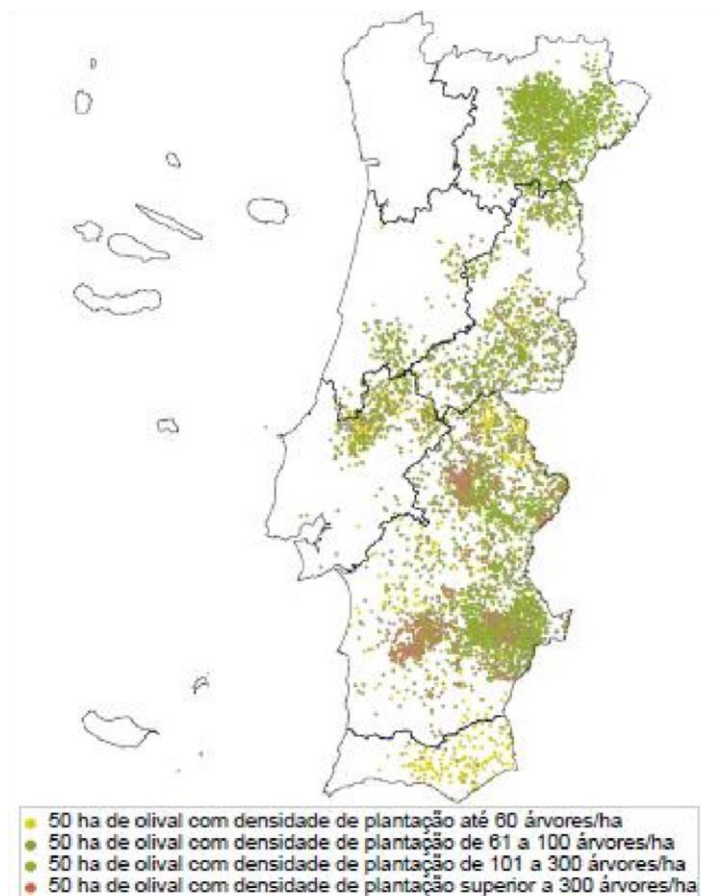 50 ha de olival com densidade de plantação até 60 árvores/ha
50 ha de olival com densidade de plantação de 61 a 100 árvores/ha
50 ha de olival com densidade de plantação de 101 a 300 árvores/ha
50 ha de olival com densidade de plantação superior a 300 árvores/ha